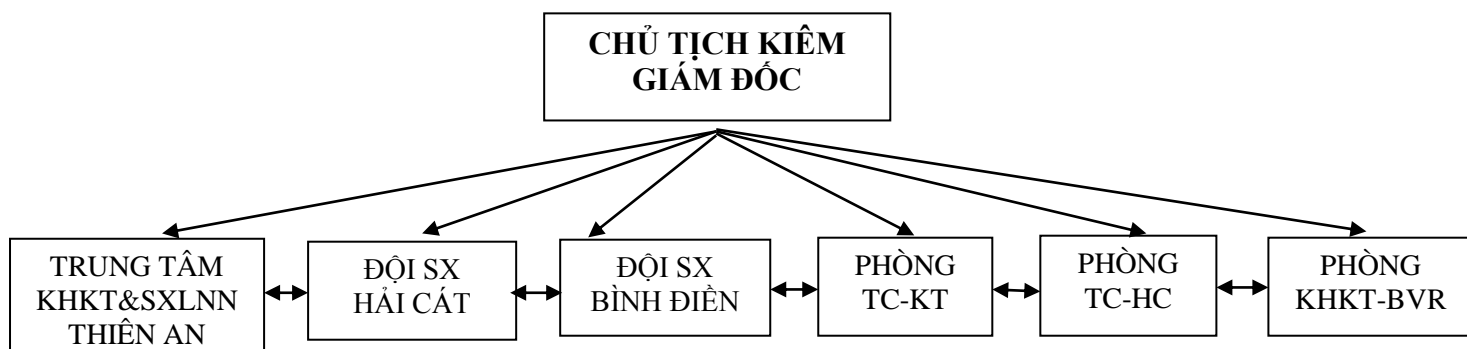 CHỦ TỊCH KIÊM
GIÁM ĐỐC
TRUNG TÂM
KHKT&SXLNN
THIÊN AN
ĐỘI SX
HẢI CÁT
ĐỘI SX
BÌNH ĐIỀN
PHÒNG
TC-KT
PHÒNG
TC-HC
PHÒNG
KHKT-BVR